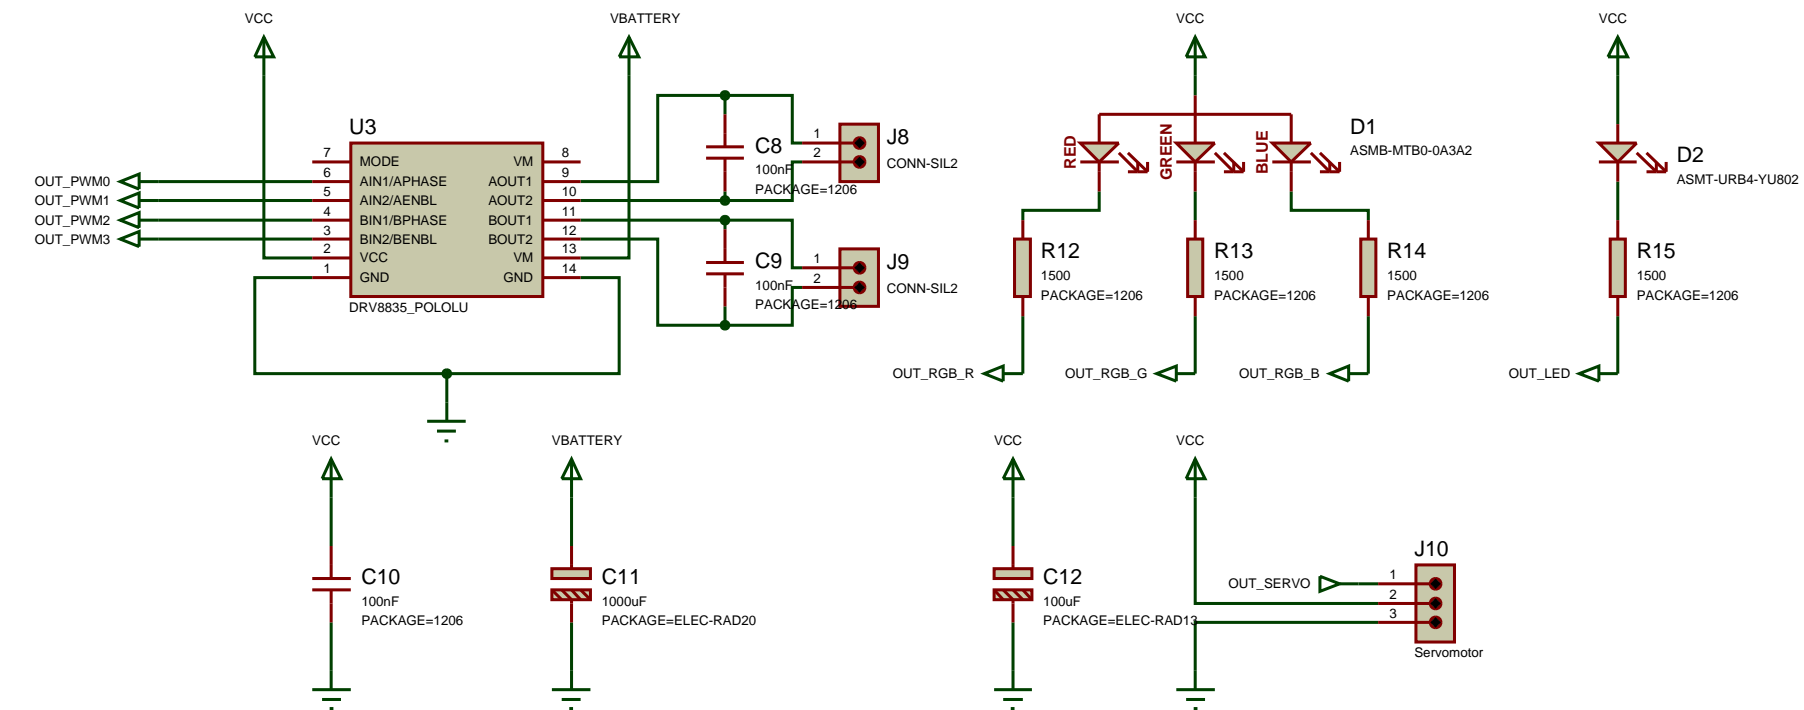 VCC
VBATTERY
VCC
VCC
U3
7
MODE
VM
8
OUT_PWM0
6
AIN1/APHASE
AOUT1
9
OUT_PWM1
5
AIN2/AENBL
AOUT2
10
OUT_PWM2
4
BIN1/BPHASE
BOUT1
11
OUT_PWM3
3
BIN2/BENBL
BOUT2
12
2
VCC
VM
13
1
GND
GND
14
DRV8835_POLOLU
C8
100nF
PACKAGE=1206
1
2
J8
CONN-SIL2
C9
100nF
PACKAGE=1206
1
2
J9
CONN-SIL2
RED
GREEN
BLUE
D1
ASMB-MTB0-0A3A2
D2
ASMT-URB4-YU802
R12
1500
PACKAGE=1206
R13
1500
PACKAGE=1206
R14
1500
PACKAGE=1206
R15
1500
PACKAGE=1206
OUT_RGB_R
OUT_RGB_G
OUT_RGB_B
OUT_LED
VCC
VBATTERY
VCC
VCC
C10
100nF
PACKAGE=1206
C11
1000uF
PACKAGE=ELEC-RAD20
C12
100uF
PACKAGE=ELEC-RAD13
J10
OUT_SERVO
1
2
3
Servomotor